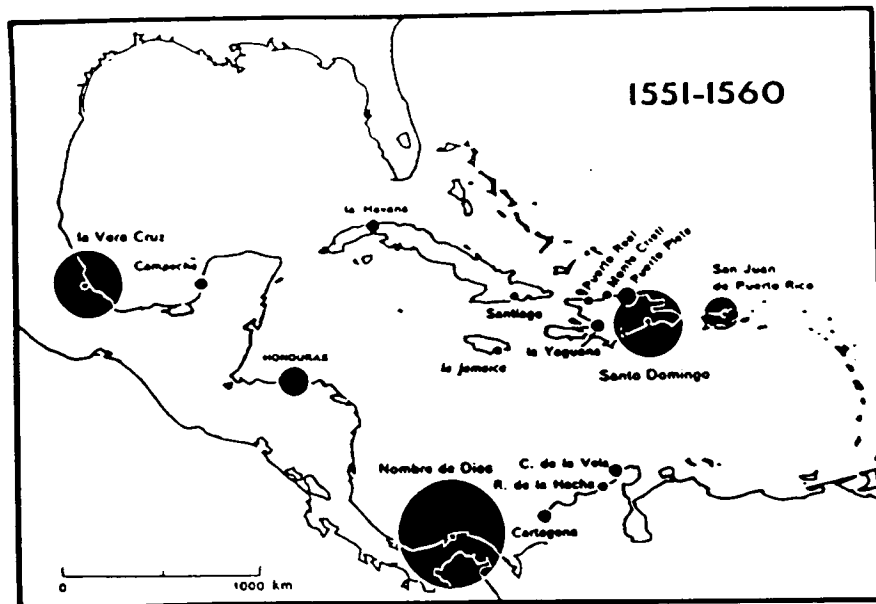 1551-1560
la Havana
la Vera Cruz
Campeche
Puerto Real
Monte Cristi
Puerto Plata
San Juan
de Puerto Rico
Santiago
la Yaguana
la Jamaica
Santo Domingo
HONDURAS
Nombre de Dios
C. de la Vela
R. de la Hacha
Cartagena
0 1000 km